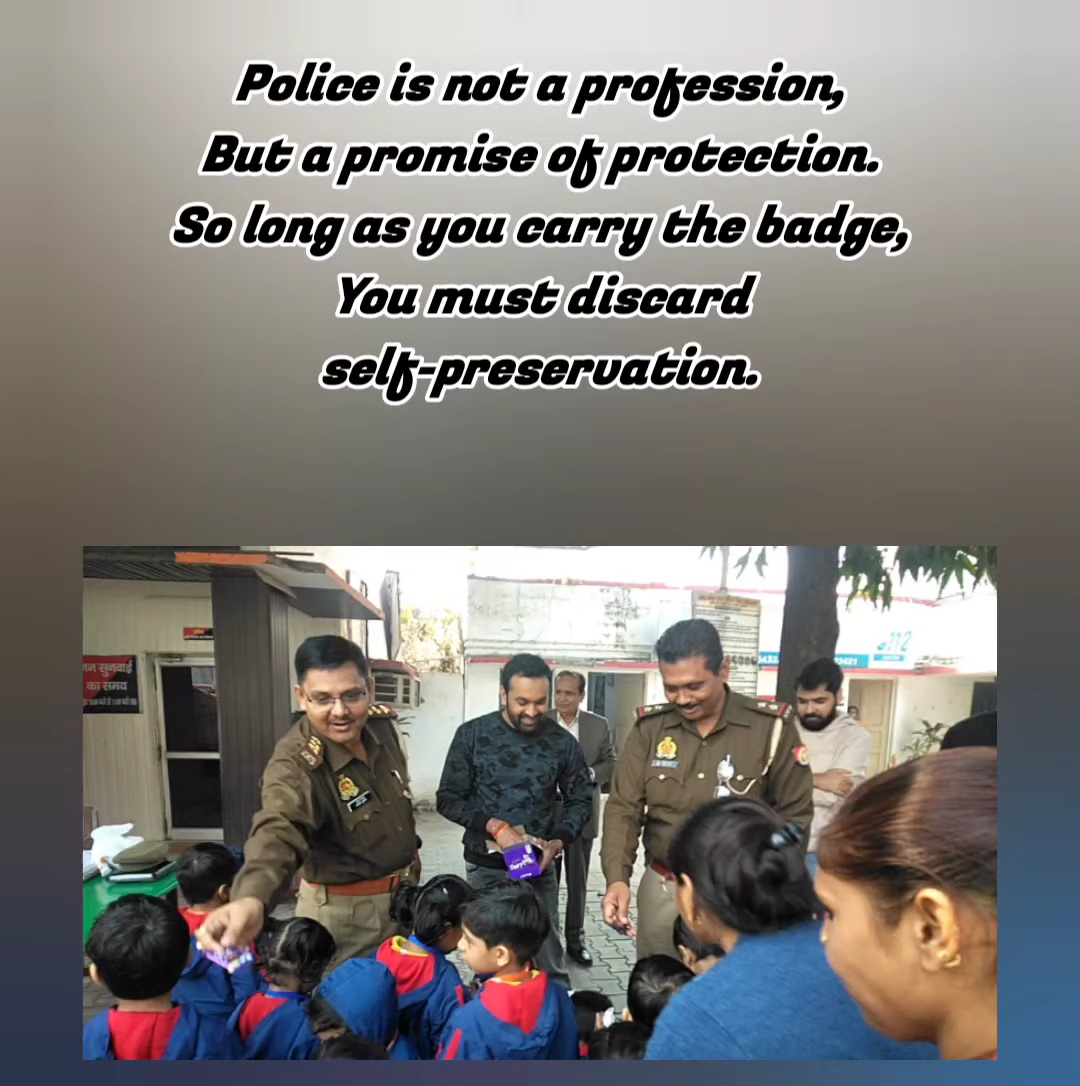 Police is not a profession,
But a promise of protection.
So long as you carry the badge,
You must discard
self-preservation.
जन सुनवाई
का समय
112